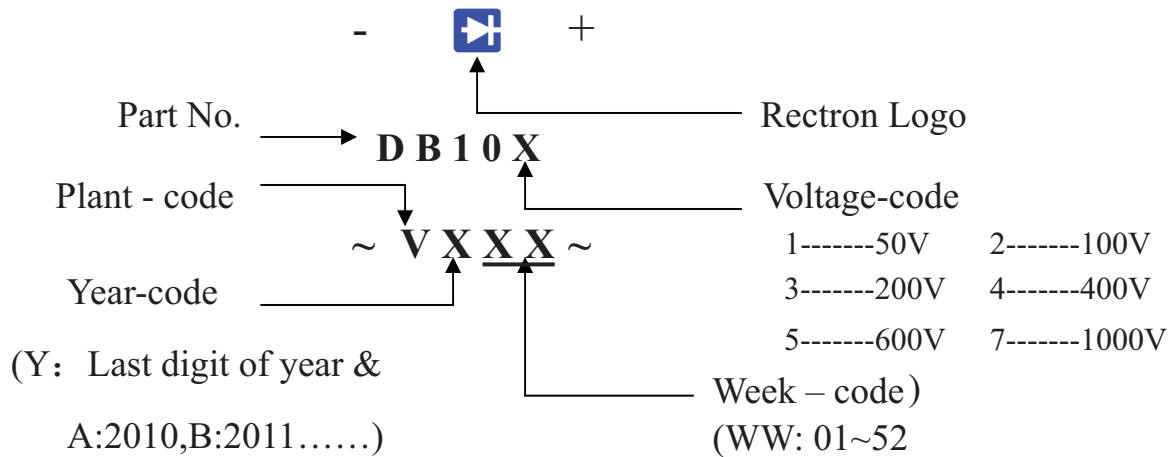 - +
Part No.
Rectron Logo
D B 1 0 X
Plant - code
Voltage-code
~ V X X X ~
1-------50V 2-------100V
Year-code
3-------200V 4-------400V
5-------600V 7-------1000V
(Y：Last digit of year &
Week – code)
A:2010,B:2011……)
(WW: 01~52